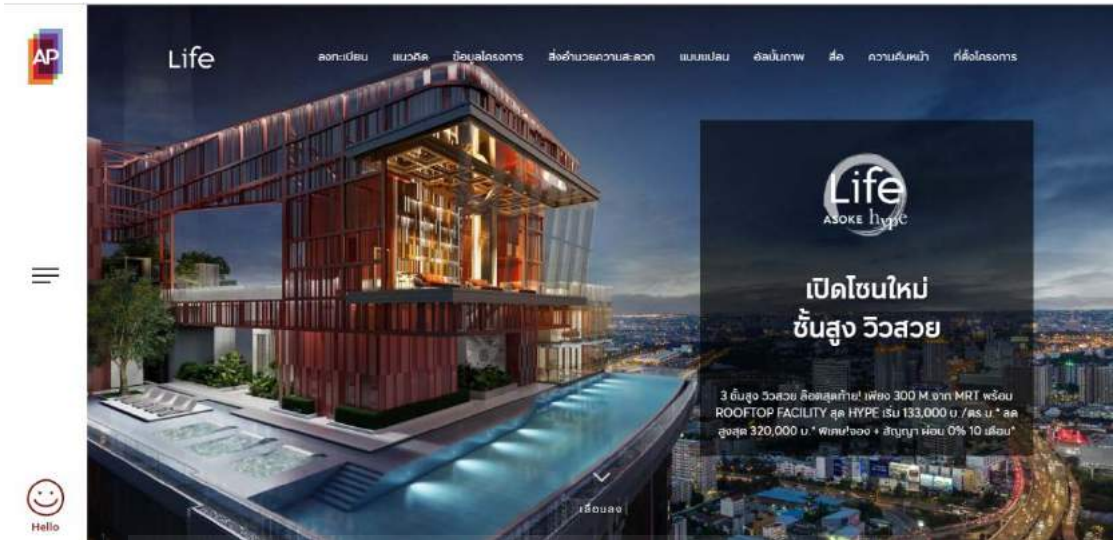 AP
Life
ลงทะเบียน แนวคิด ข้อมูลโครงการ สิ่งอำนวยความสะดวก แบบแปลน อัลบั้มภาพ สื่อ ความคืบหน้า ที่ตั้งโครงการ
Life
ASOKE hype
เปิดโซนใหม่
ชั้นสูง วิวสวย
3 ชั้นสูง วิวสวย ล็อตสุดท้าย! เพียง 300 M.จาก MRT พร้อม
ROOFTOP FACILITY สุด HYPE เริ่ม 133,000 บ./ตร.ม.* ลด
สูงสุด 320,000 บ.* พิเศษ!จอง + สัญญา ผ่อน 0% 10 เดือน*
เลื่อนลง
Hello